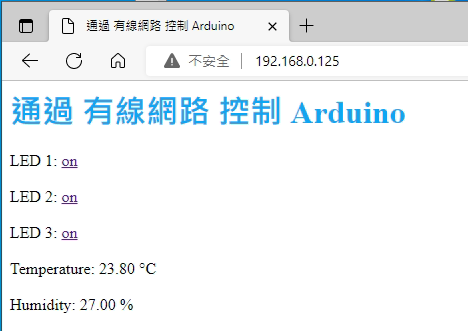 通過 有線網路 控制 Arduino
不安全 192.168.0.125
通過 有線網路 控制 Arduino
LED 1: on
LED 2: on
LED 3: on
Temperature: 23.80 °C
Humidity: 27.00 %